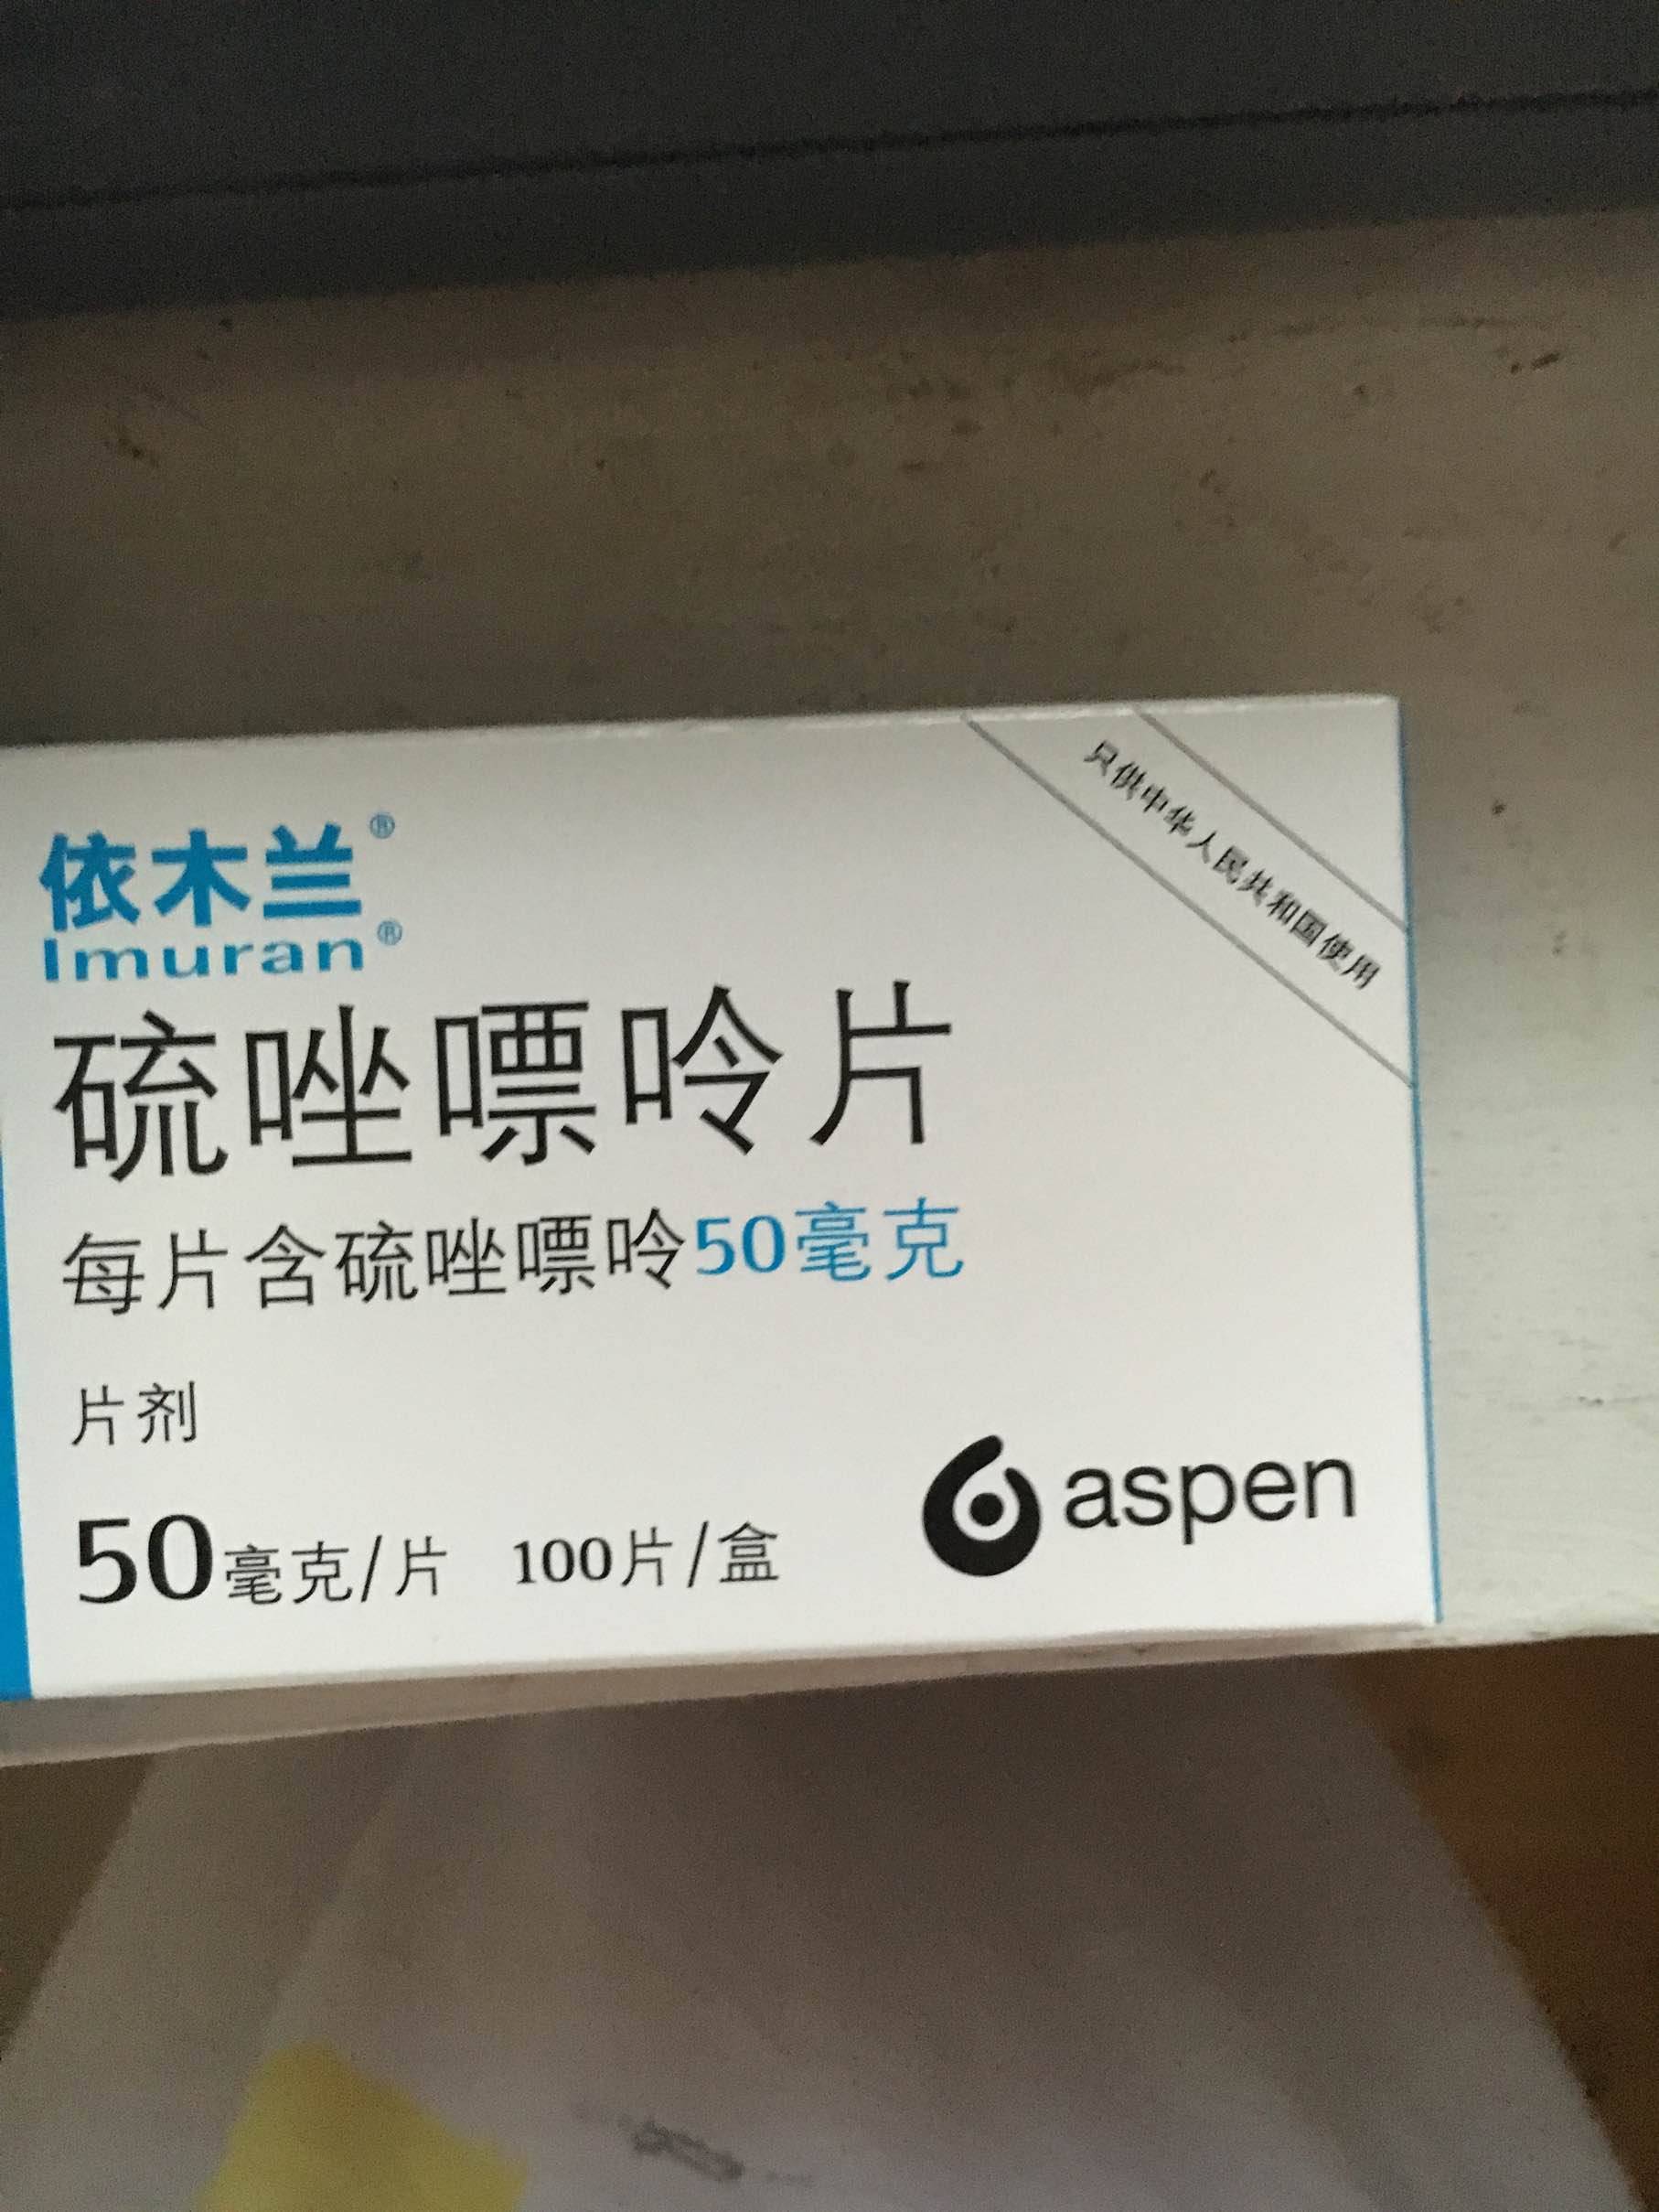 只供中华人民共和国使用
依木兰®
Imuran®
硫唑嘌呤片
每片含硫唑嘌呤50毫克
片剂
50毫克/片 100片/盒
aspen